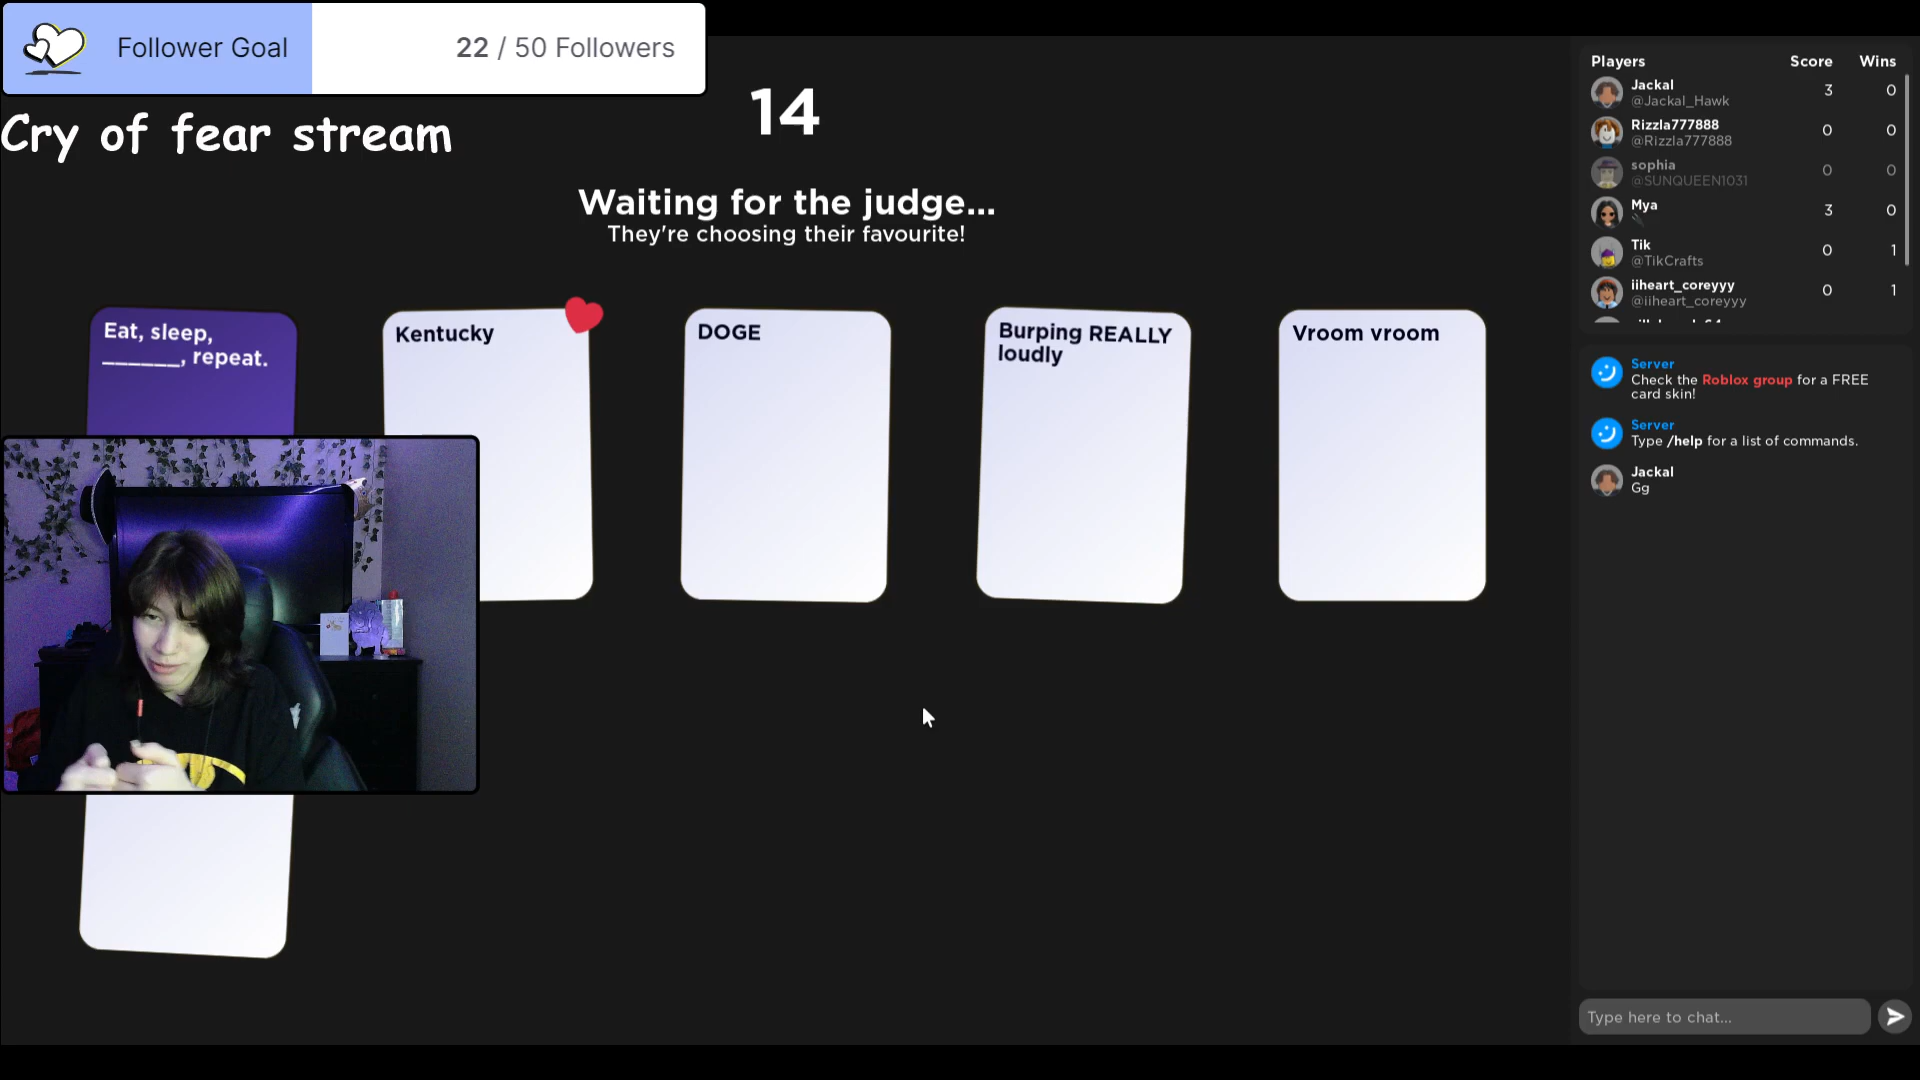 Follower Goal
22 / 50 Followers
Cry of fear stream
14
Waiting for the judge...
They're choosing their favourite!
Eat, sleep,
______, repeat.
Kentucky
DOGE
Burping REALLY
loudly
Vroom vroom
Players Score Wins
Jackal
@Jackal_Hawk
3 0
Rizzla777888
@Rizzla777888
0 0
sophia
@SUNQUEEN1031
0 0
Mya
3 0
Tik
@TikCrafts
0 1
iiheart_coreyyy
@iiheart_coreyyy
0 1
Server
Check the Roblox group for a FREE
card skin!
Server
Type /help for a list of commands.
Jackal
Gg
Type here to chat...